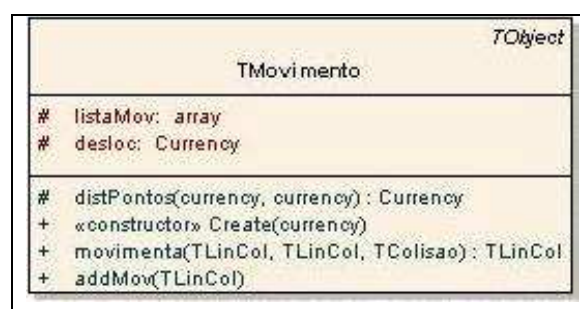 TObject
TMovimento
# listaMov: array
# desloc: Currency
# distPontos(currency, currency) : Currency
+ «constructor» Create(currency)
+ movimenta(TLinCol, TLinCol, TColisao) : TLinCol
+ addMov(TLinCol)